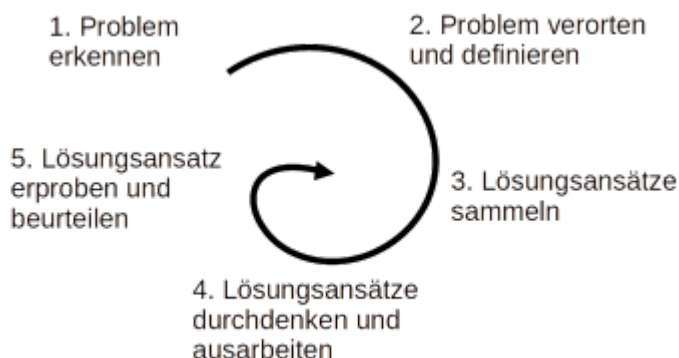 1. Problem
erkennen
2. Problem verorten
und definieren
3. Lösungsansätze
sammeln
4. Lösungsansätze
durchdenken und
ausarbeiten
5. Lösungsansatz
erproben und
beurteilen